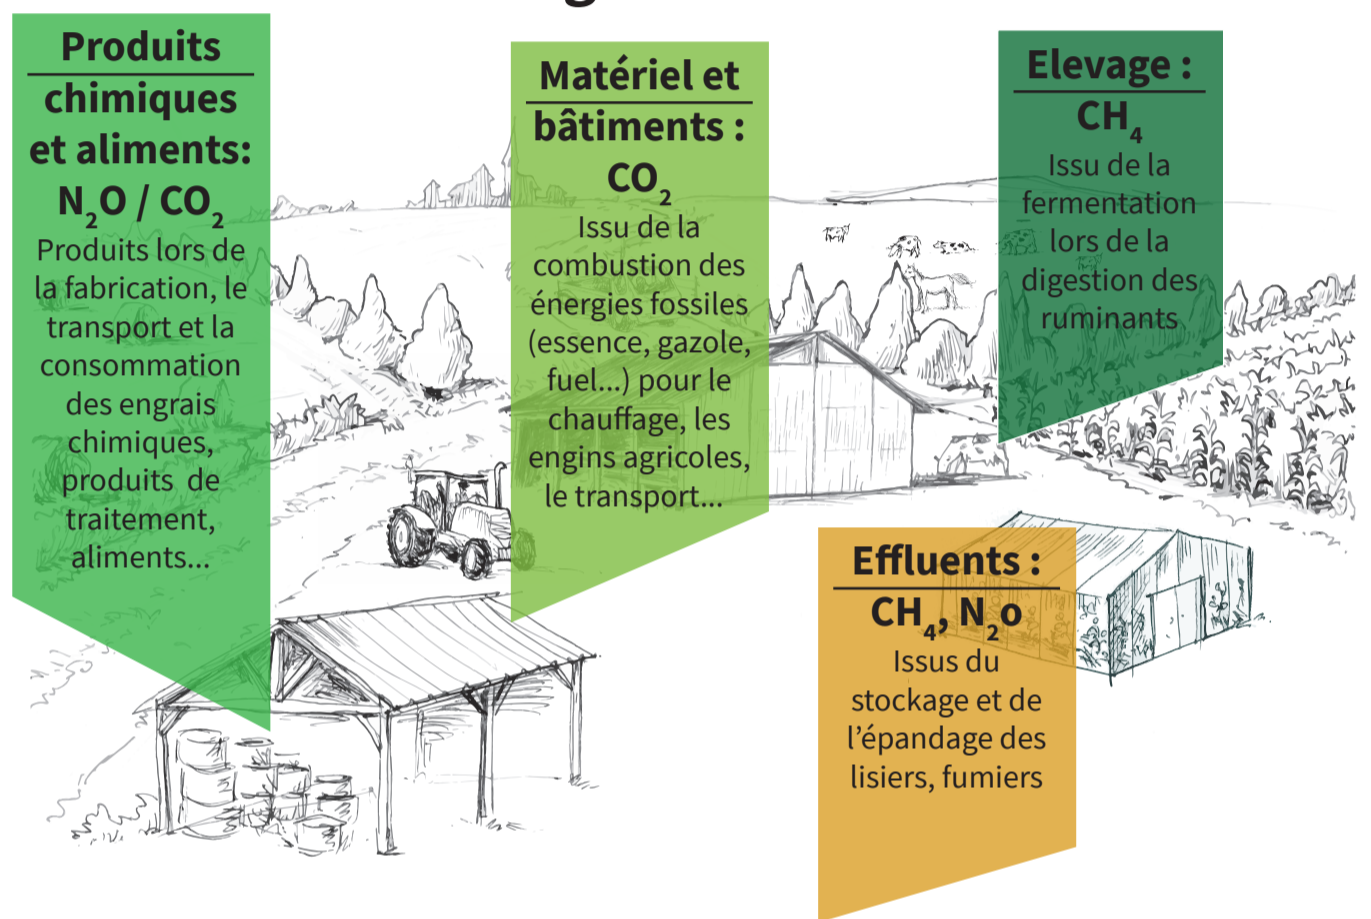 Produits
chimiques
et aliments:
N₂O / CO₂
Produits lors de
la fabrication, le
transport et la
consommation
des engrais
chimiques,
produits de
traitement,
aliments...
Matériel et
bâtiments :
CO₂
Issu de la
combustion des
énergies fossiles
(essence, gazole,
fuel...) pour le
chauffage, les
engins agricoles,
le transport...
Elevage :
CH₄
Issu de la
fermentation
lors de la
digestion des
ruminants
Effluents :
CH₄, N₂o
Issus du
stockage et de
l’épandage des
lisiers, fumiers